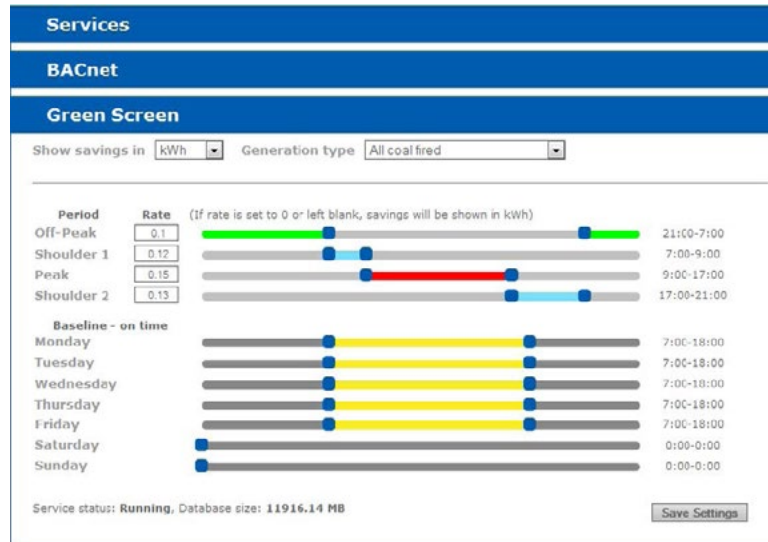 Services
BACnet
Green Screen
Show savings in kWh Generation type All coal fired
Period Rate (If rate is set to 0 or left blank, savings will be shown in kWh)
Off-Peak 0.1 21:00-7:00
Shoulder 1 0.12 7:00-9:00
Peak 0.15 9:00-17:00
Shoulder 2 0.13 17:00-21:00
Baseline - on time
Monday 7:00-18:00
Tuesday 7:00-18:00
Wednesday 7:00-18:00
Thursday 7:00-18:00
Friday 7:00-18:00
Saturday 0:00-0:00
Sunday 0:00-0:00
Service status: Running, Database size: 11916.14 MB
Save Settings